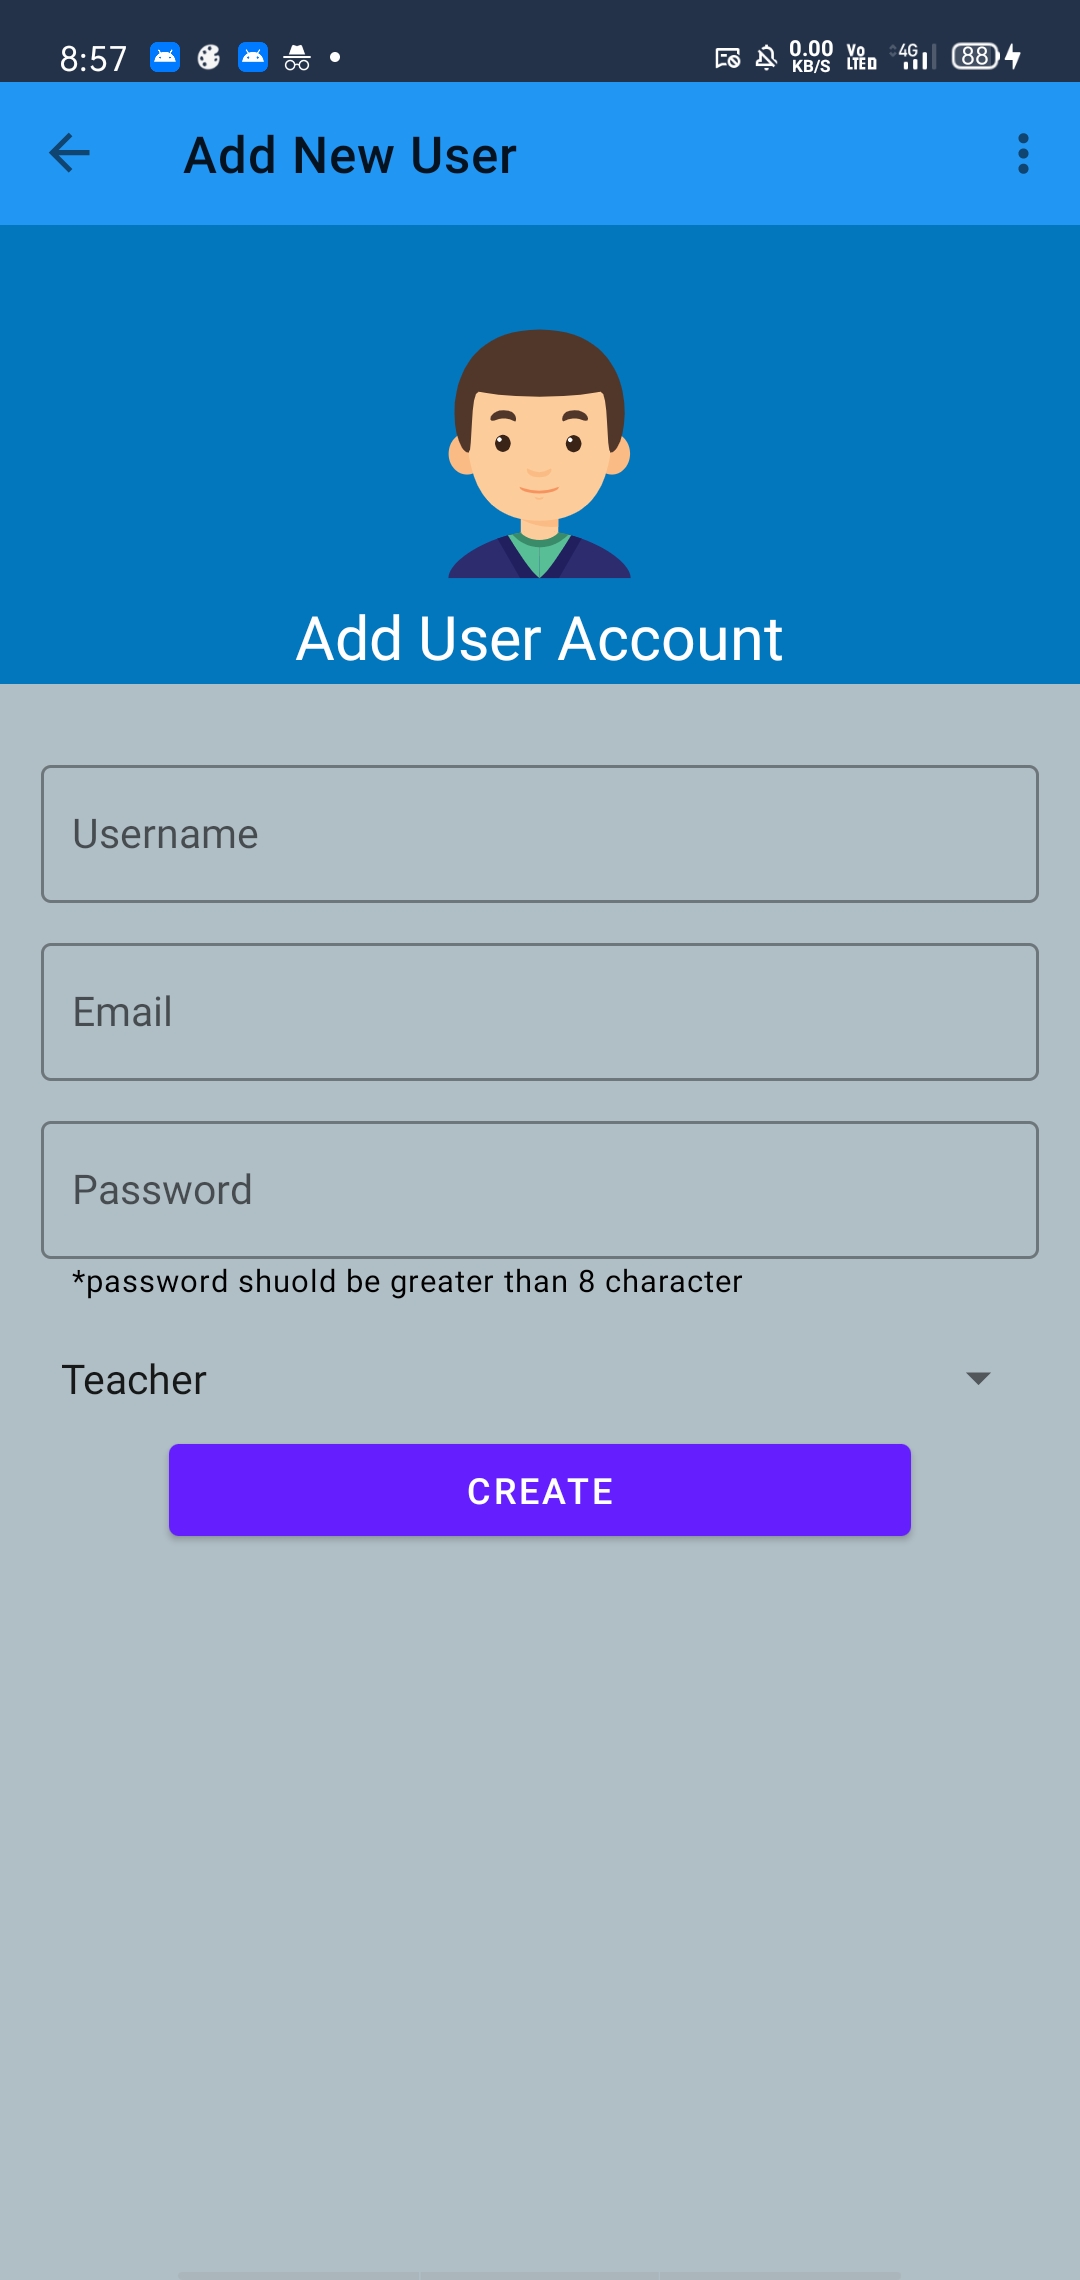 8:57 0.00 KB/S Vo LTED 4G 88
Add New User
Add User Account
Username
Email
Password
*password shuold be greater than 8 character
Teacher
CREATE